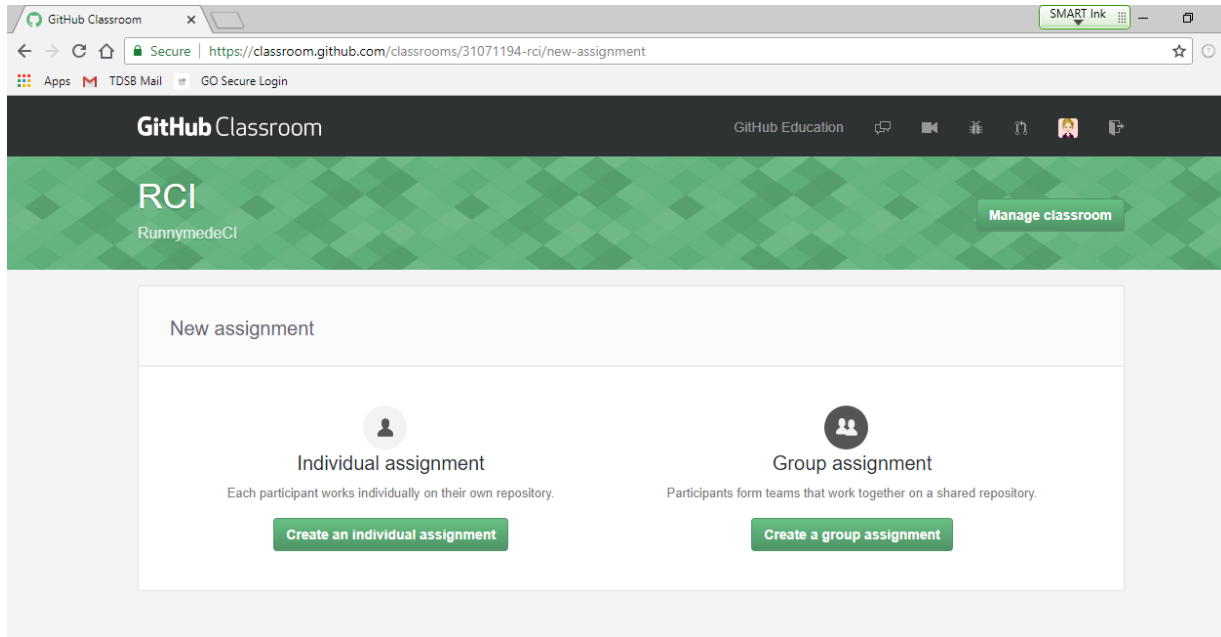 GitHub Classroom
SMART Ink
Secure | https://classroom.github.com/classrooms/31071194-rci/new-assignment
Apps TDSB Mail GO Secure Login
GitHub Classroom GitHub Education
RCI
RunnymedeCI
Manage classroom
New assignment
Individual assignment
Each participant works individually on their own repository.
Create an individual assignment
Group assignment
Participants form teams that work together on a shared repository.
Create a group assignment